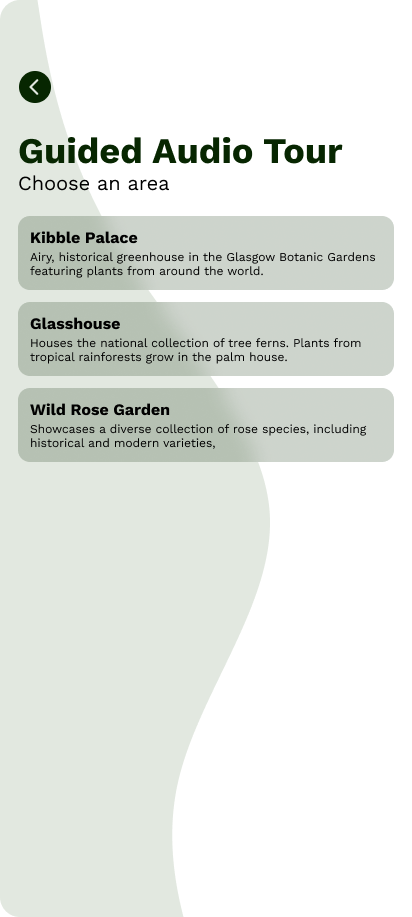 Guided Audio Tour
Choose an area
Kibble Palace
Airy, historical greenhouse in the Glasgow Botanic Gardens
featuring plants from around the world.
Glasshouse
Houses the national collection of tree ferns. Plants from
tropical rainforests grow in the palm house.
Wild Rose Garden
Showcases a diverse collection of rose species, including
historical and modern varieties,